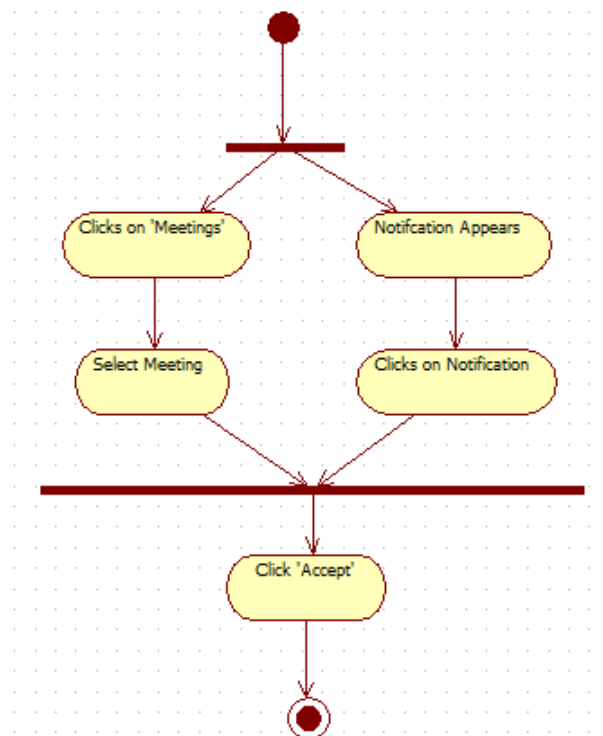 Clicks on 'Meetings'
Notifcation Appears
Select Meeting
Clicks on Notification
Click 'Accept'